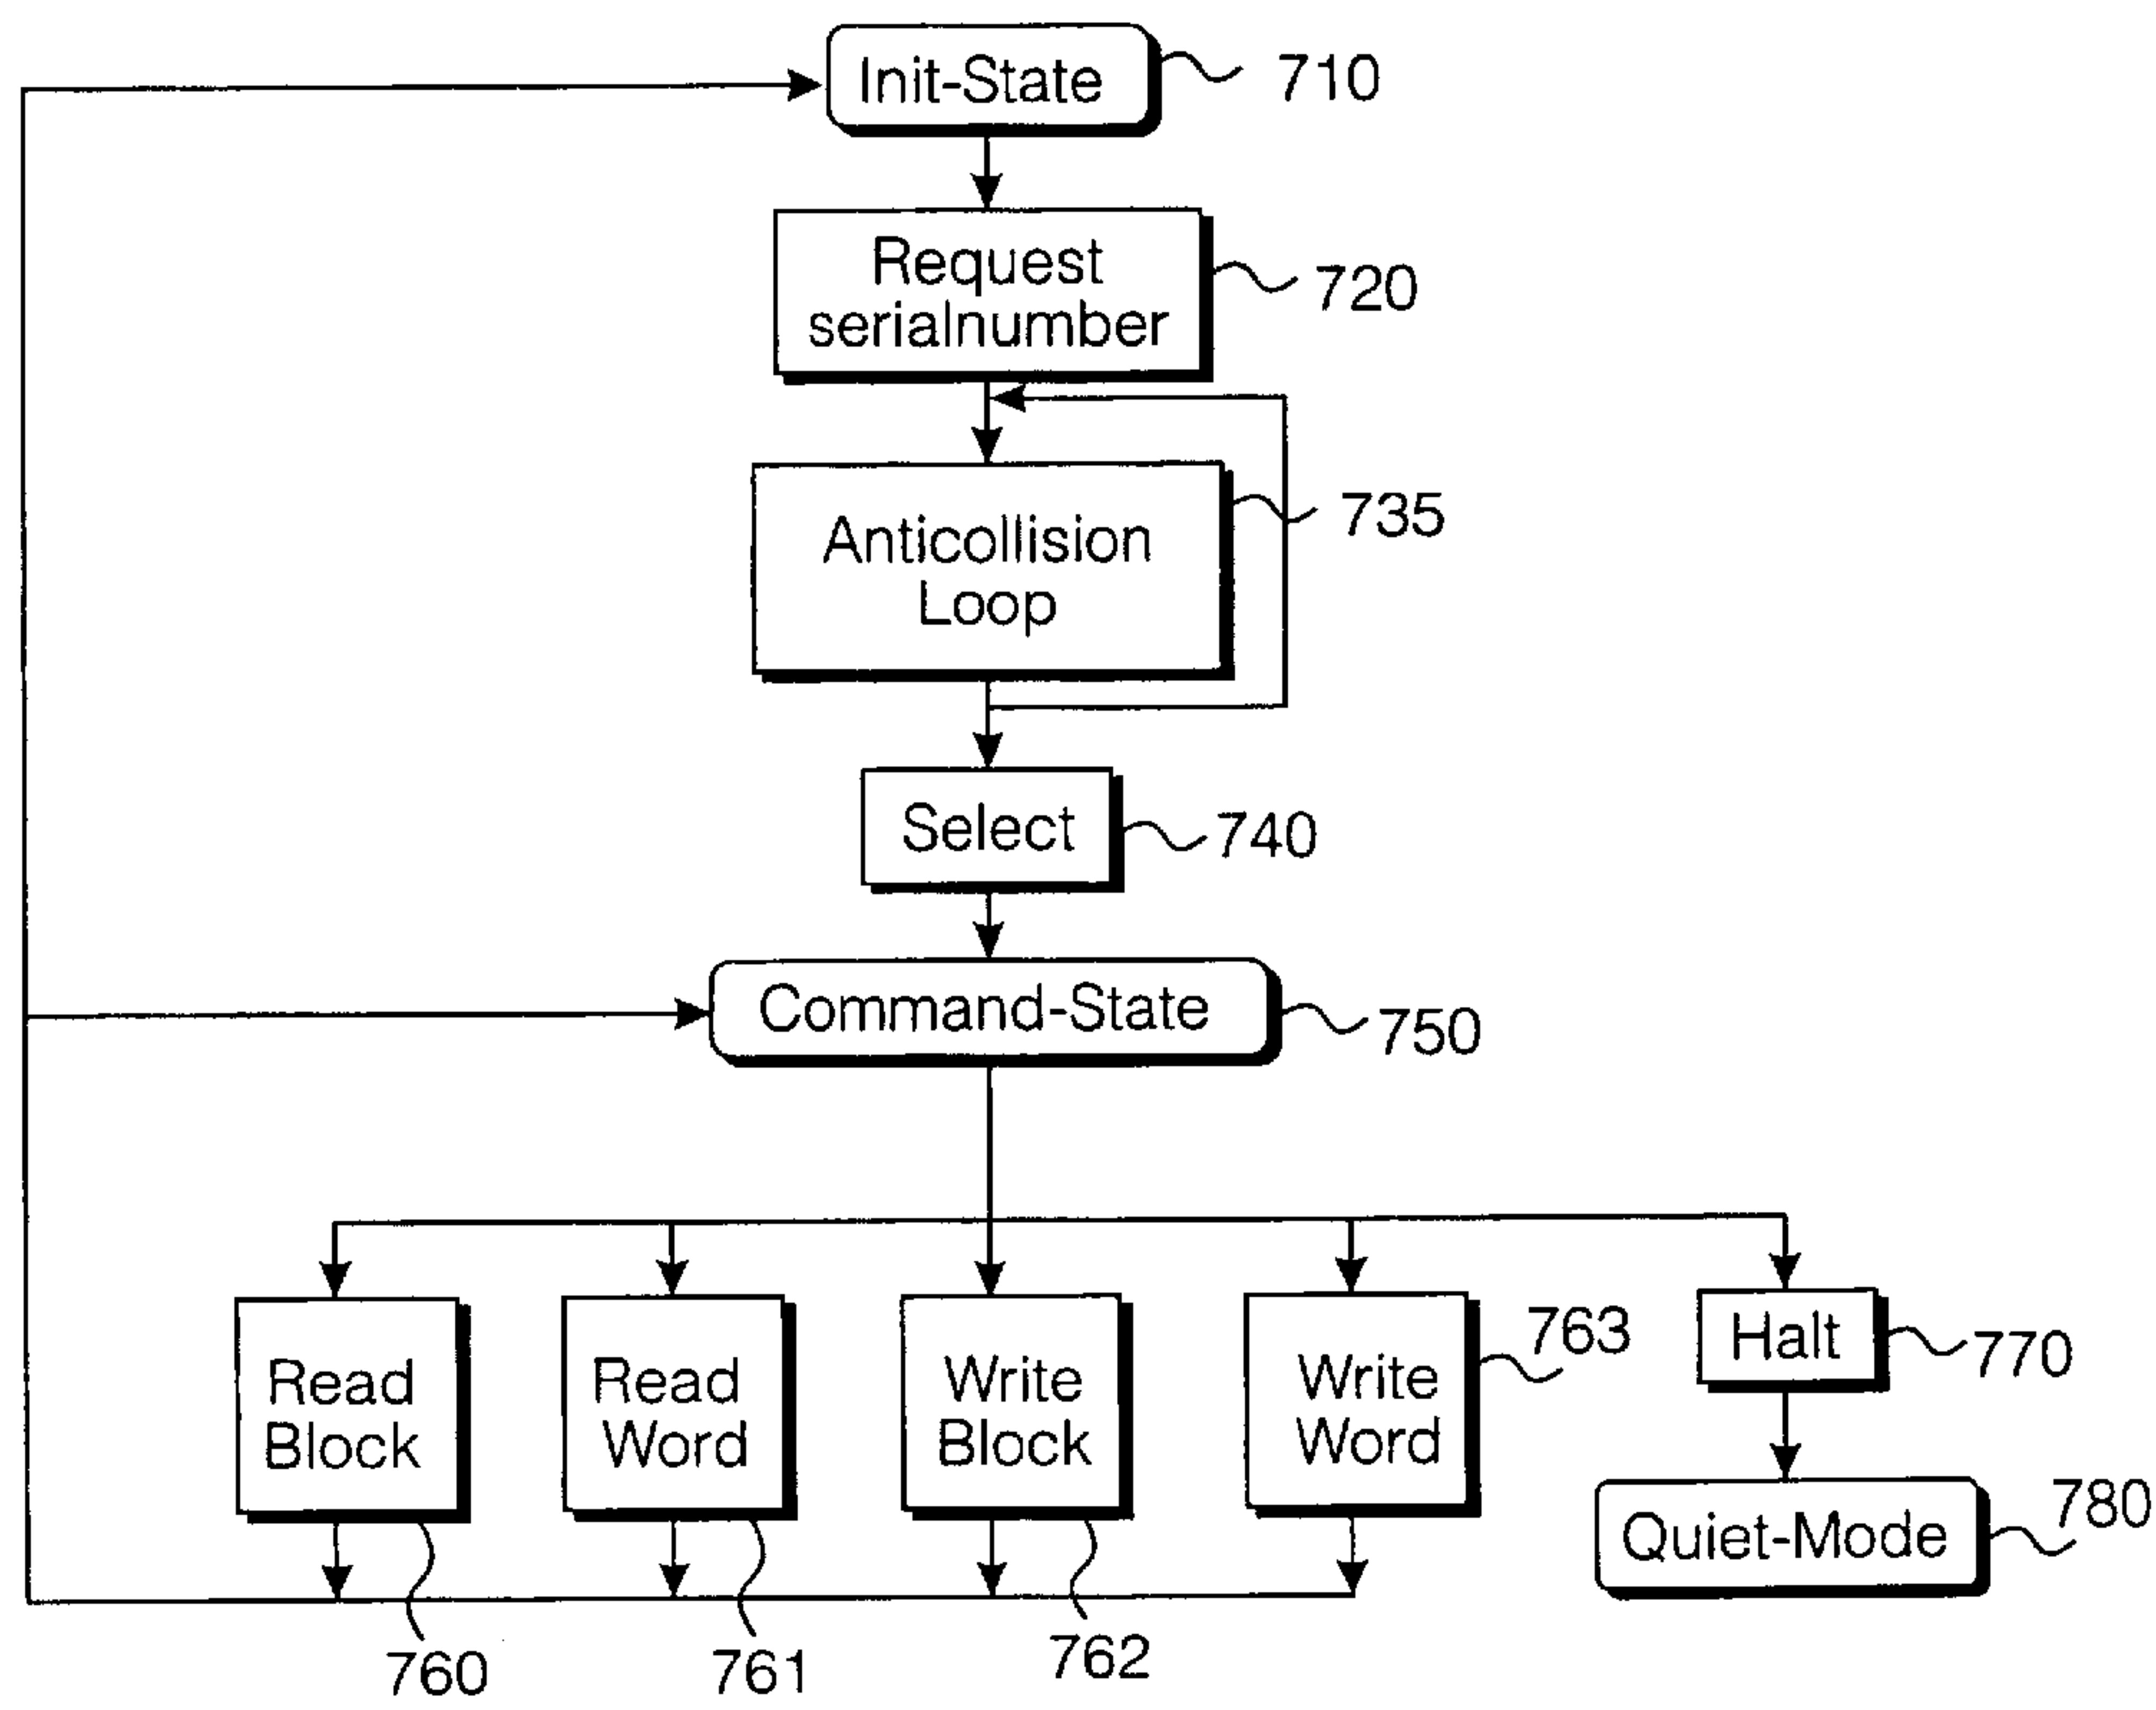 Init-State
710
Request
serialnumber
720
Anticollision
Loop
735
Select
740
Command-State
750
Read
Block
Read
Word
Write
Block
Write
Word
763
Halt
770
Quiet-Mode
780
760
761
762